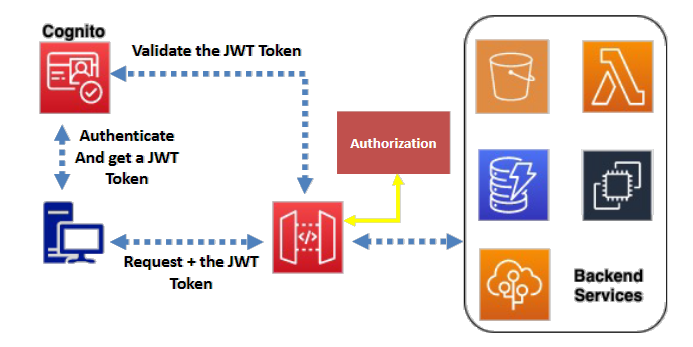 Cognito
Validate the JWT Token
Authenticate
And get a JWT
Token
Authorization
</>
Request + the JWT
Token
Backend
Services